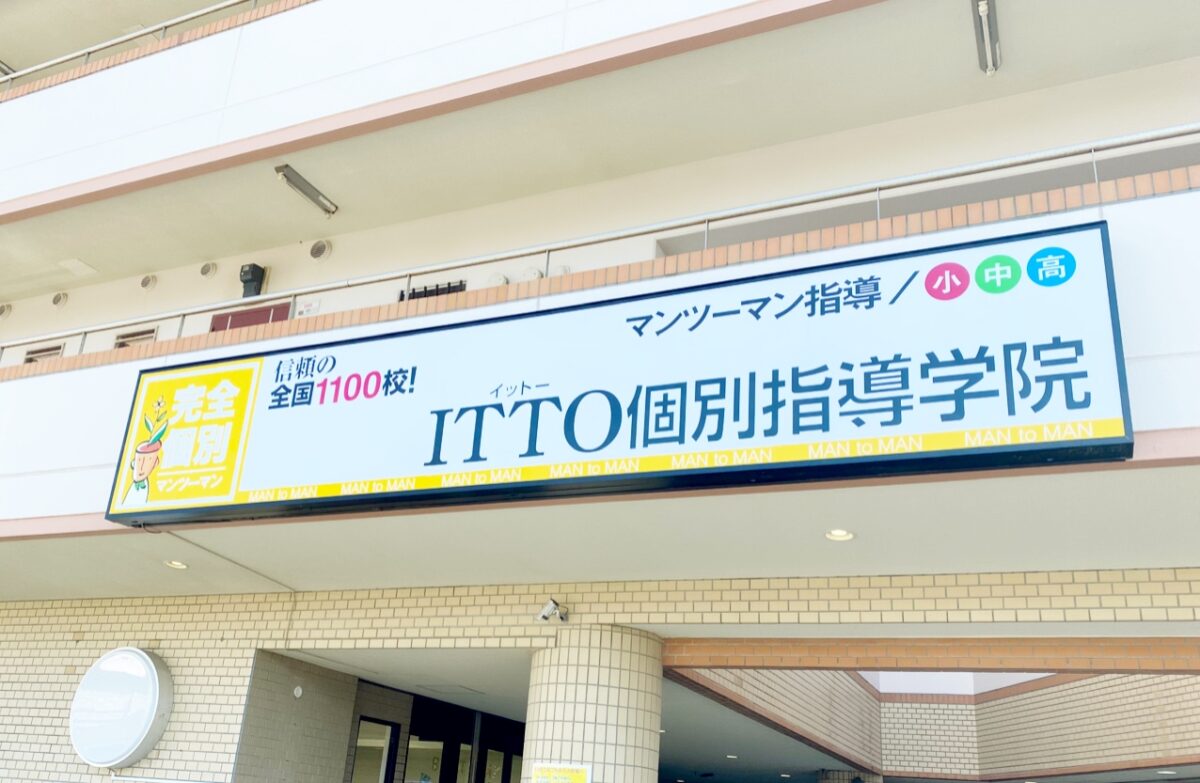 完全
個別
マンツーマン
信頼の
全国1100校!
マンツーマン指導/小中高
イットー
ITTO個別指導学院
MAN to MAN MAN to MAN MAN to MAN MAN to MAN MAN to MAN MAN to MAN MAN to MAN